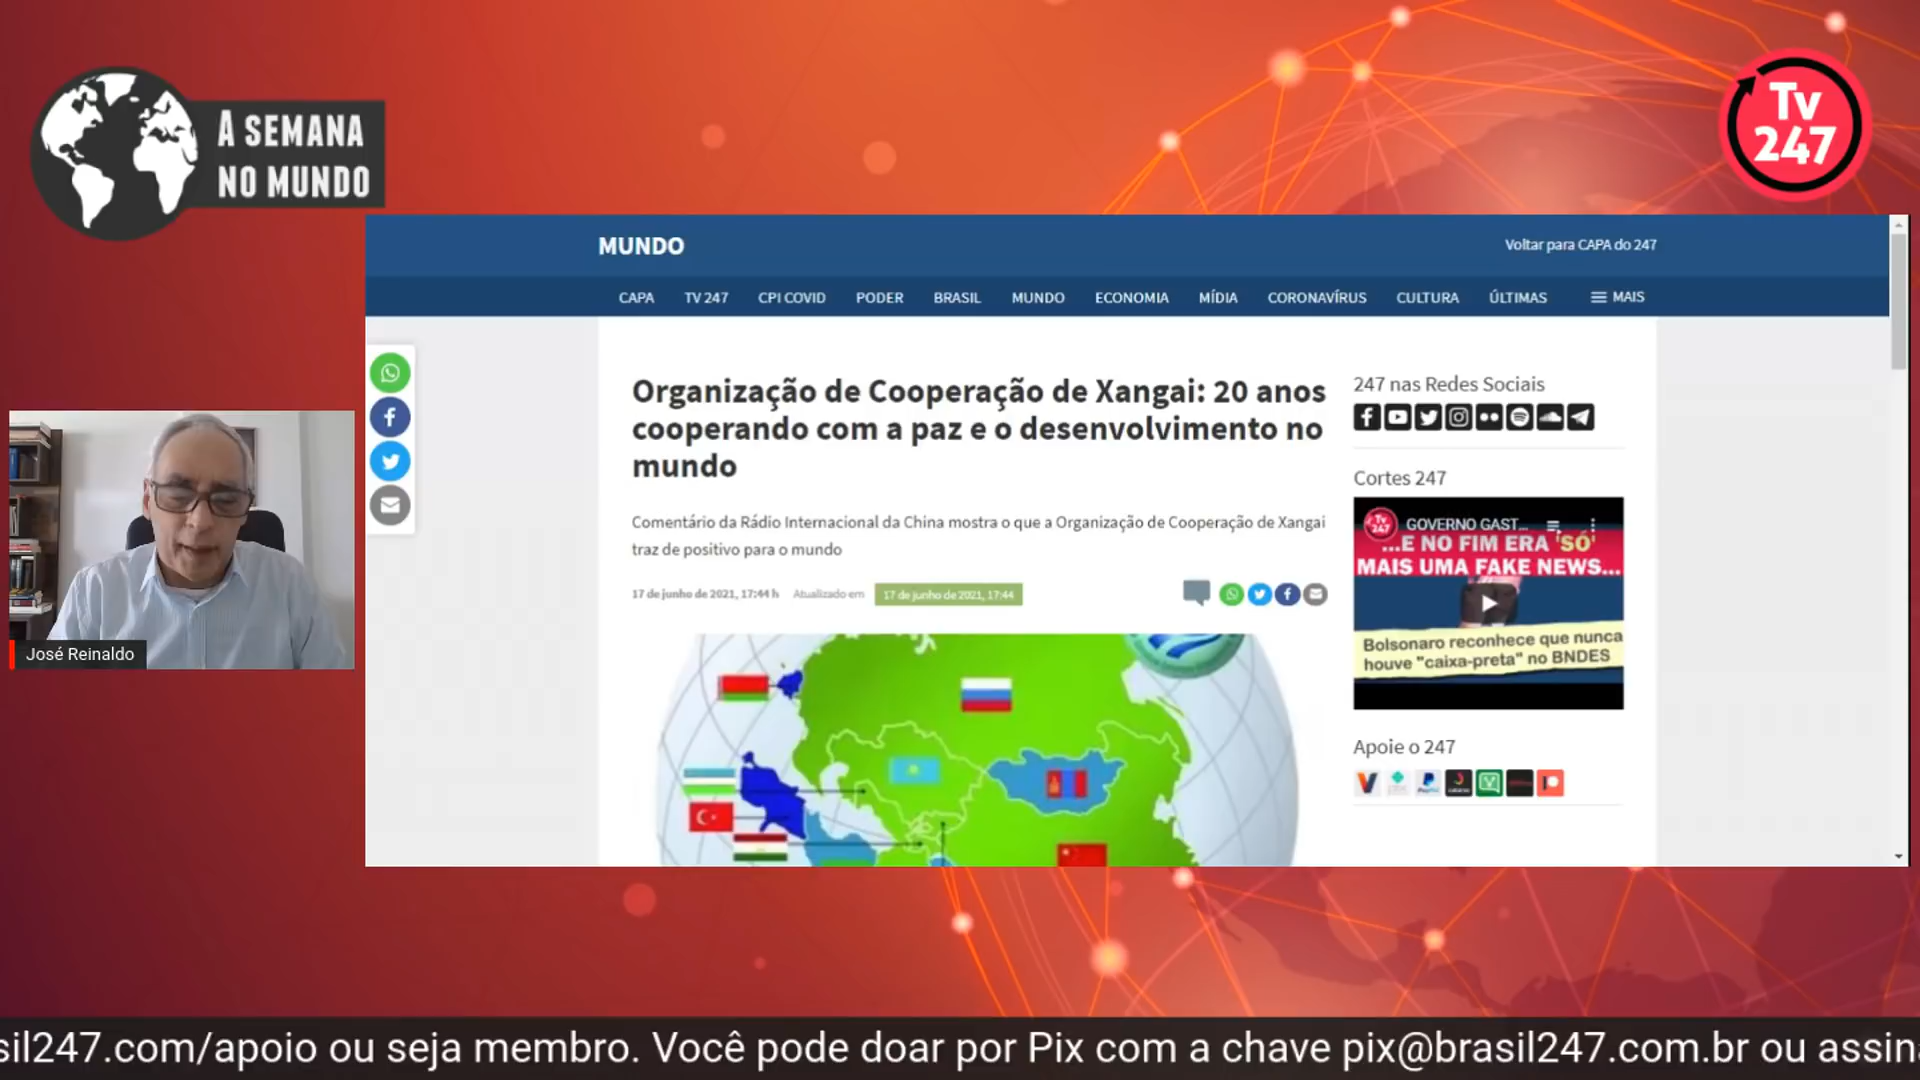 A SEMANA
NO MUNDO
Tv
247
MUNDO
Voltar para CAPA do 247
CAPA TV 247 CPI COVID PODER BRASIL MUNDO ECONOMIA MÍDIA CORONAVÍRUS CULTURA ÚLTIMAS MAIS
Organização de Cooperação de Xangai: 20 anos
cooperando com a paz e o desenvolvimento no
mundo
Comentário da Rádio Internacional da China mostra o que a Organização de Cooperação de Xangai
traz de positivo para o mundo
17 de junho de 2021, 17:44 h Atualizado em 17 de junho de 2021, 17:44
247 nas Redes Sociais
Cortes 247
Tv
247
GOVERNO GAST...
...E NO FIM ERA 'SÓ'
MAIS UMA FAKE NEWS...
Bolsonaro reconhece que nunca
houve "caixa-preta" no BNDES
Apoie o 247
José Reinaldo
sil247.com/apoio ou seja membro. Você pode doar por Pix com a chave pix@brasil247.com.br ou assin